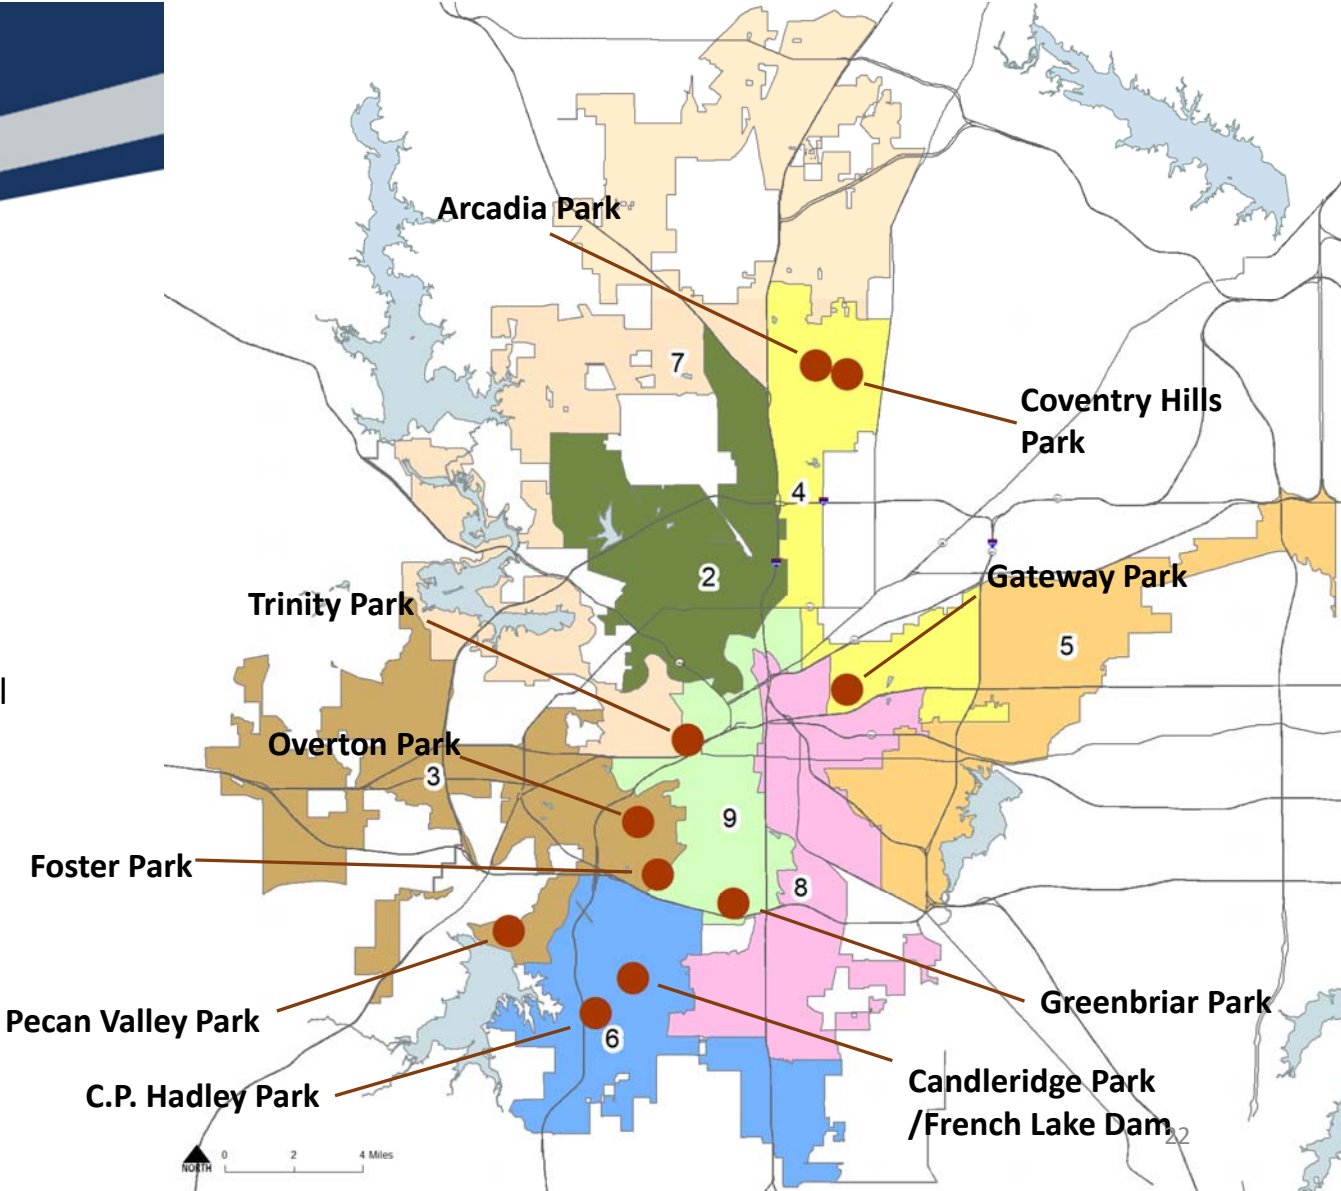 Arcadia Park
7
Coventry Hills
Park
4
2
Gateway Park
Trinity Park
5
l
Overton Park
3
9
Foster Park
8
Pecan Valley Park
Greenbriar Park
6
C.P. Hadley Park
Candleridge Park
/French Lake Dam
22
NORTH
0 2 4 Miles